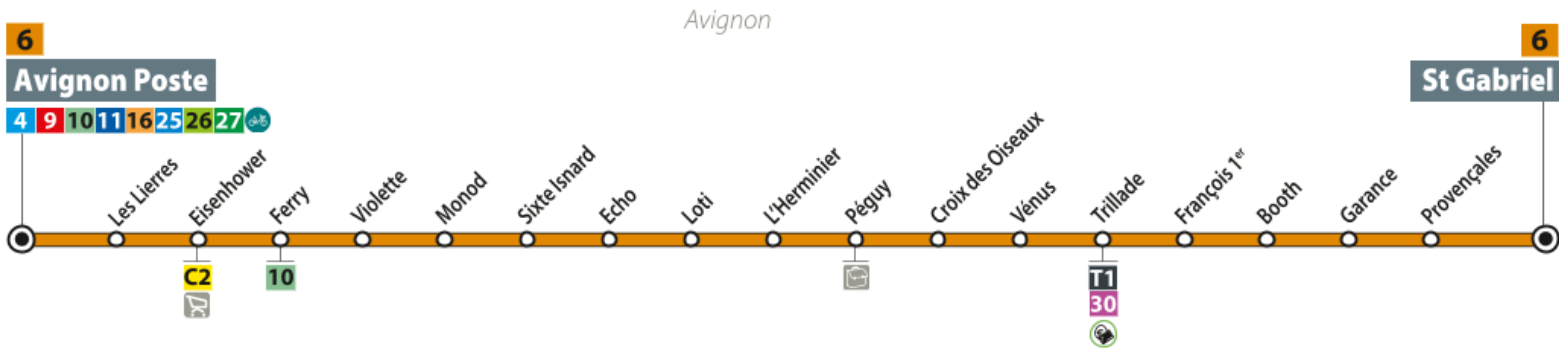 Avignon
6
6
Avignon Poste
St Gabriel
4 9 10 11 16 25 26 27
Les Lierres
Eisenhower
Ferry
Violette
Monod
Sixte Isnard
Echo
Loti
L'Herminier
Péguy
Croix des Oiseaux
Vénus
Trillade
François 1er
Booth
Garance
Provençales
C2
10
T1
30